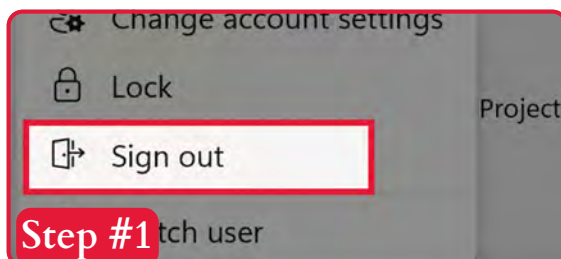 Change account settings
Lock
Project
Sign out
Step #1
tch user